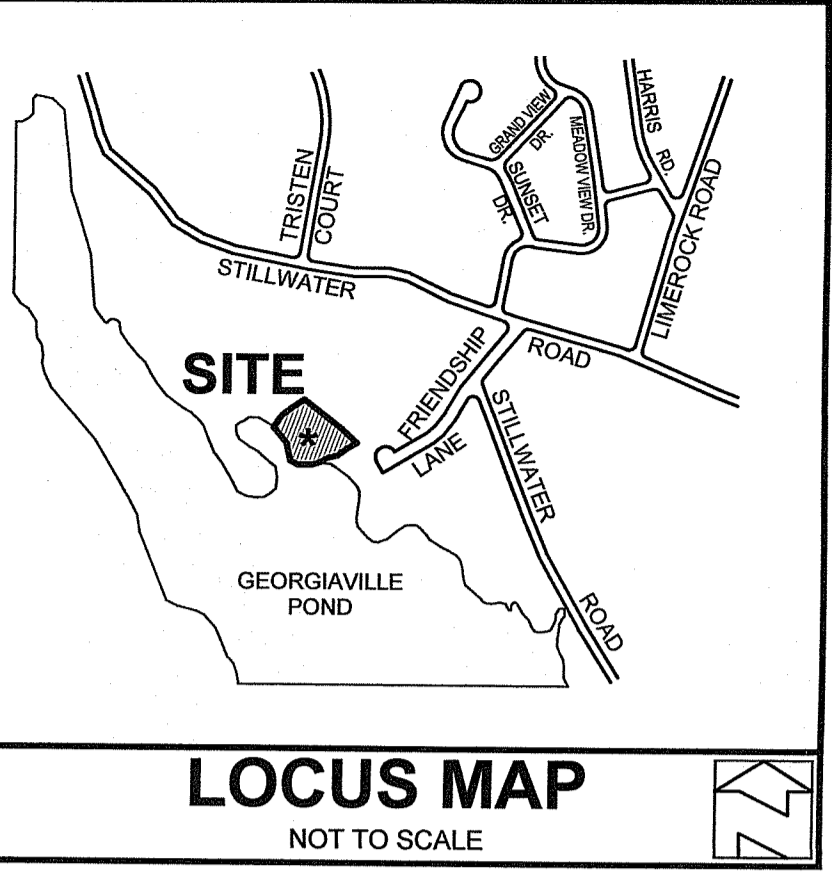 GRAND VIEW
DR.
HARRIS
RD.
MEADOW VIEW DR.
SUNSET
DR.
TRISTEN
COURT
LIMEROCK ROAD
STILLWATER
ROAD
FRIENDSHIP
LANE
SITE
*
STILLWATER
ROAD
GEORGIAVILLE
POND
LOCUS MAP
NOT TO SCALE
N